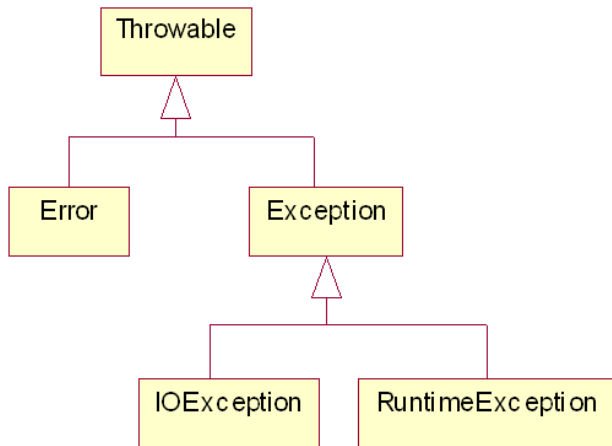 Throwable
Error
Exception
IOException
RuntimeException